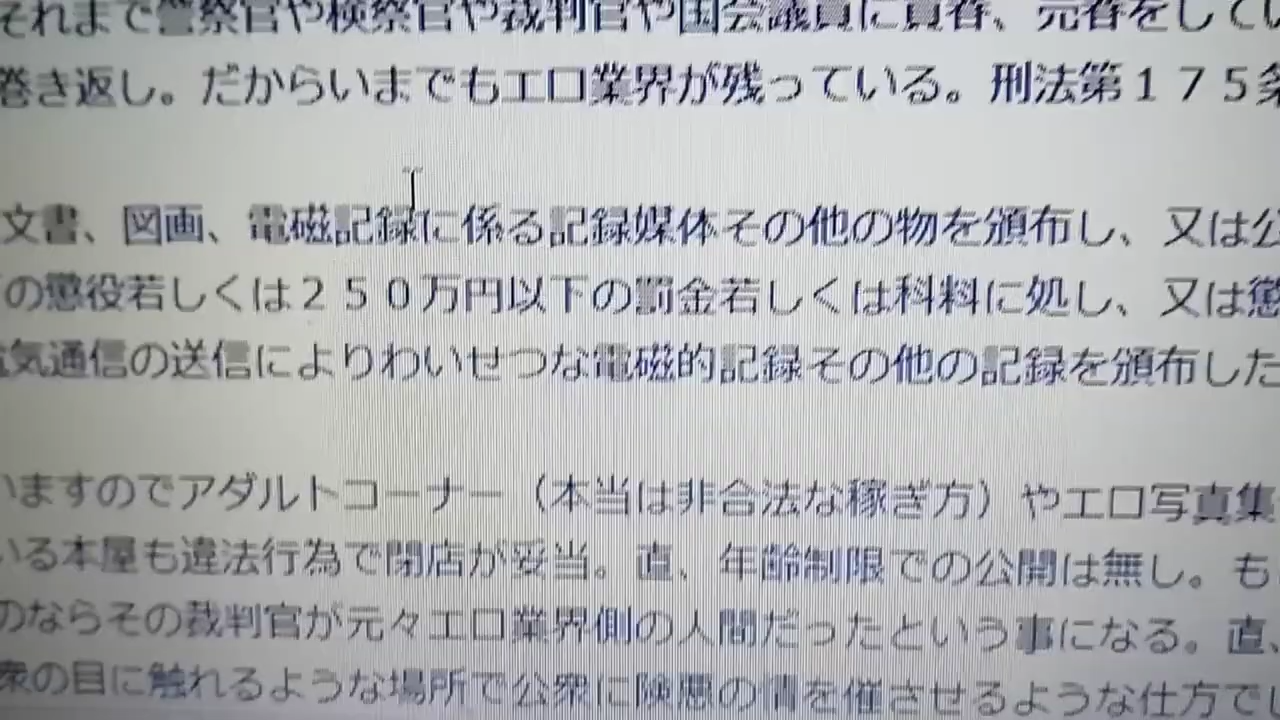 それまで警察官や検察官や裁判官や国会議員に買春、売春をしてい
巻き返し。だからいまでもエロ業界が残っている。刑法第１７５条
文書、図画、電磁記録に係る記録媒体その他の物を頒布し、又は公
の懲役若しくは２５０万円以下の罰金若しくは科料に処し、又は懲
電気通信の送信によりわいせつな電磁的記録その他の記録を頒布した
いますのでアダルトコーナー（本当は非合法な稼ぎ方）やエロ写真集
いる本屋も違法行為で閉店が妥当。直、年齢制限での公開は無し。も
のならその裁判官が元々エロ業界側の人間だったという事になる。直、
衆の目に触れるような場所で公衆に険悪の情を催させるような仕方で